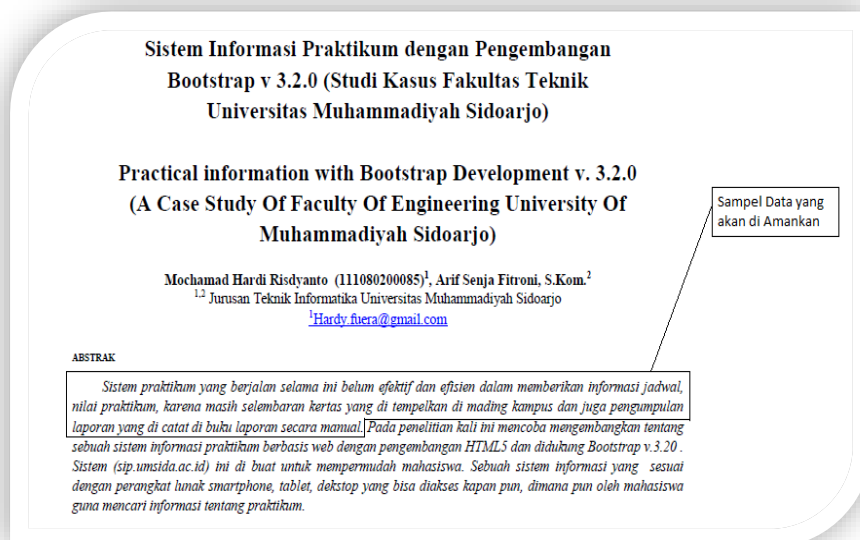 Sistem Informasi Praktikum dengan Pengembangan
Bootstrap v 3.2.0 (Studi Kasus Fakultas Teknik
Universitas Muhammadiyah Sidoarjo)
Practical information with Bootstrap Development v. 3.2.0
(A Case Study Of Faculty Of Engineering University Of
Muhammadiyah Sidoarjo)
Sampel Data yang
akan di Amankan
Mochamad Hardi Risdyanto (111080200085)1, Arif Senja Fitroni, S.Kom.2
1,2 Jurusan Teknik Informatika Universitas Muhammadiyah Sidoarjo
1Hardy.fuera@gmail.com
ABSTRAK
Sistem praktikum yang berjalan selama ini belum efektif dan efisien dalam memberikan informasi jadwal,
nilai praktikum, karena masih selembaran kertas yang di tempelkan di mading kampus dan juga pengumpulan
laporan yang di catat di buku laporan secara manual. Pada penelitian kali ini mencoba mengembangkan tentang
sebuah sistem informasi praktikum berbasis web dengan pengembangan HTML5 dan didukung Bootstrap v.3.20 .
Sistem (sip.umsida.ac.id) ini di buat untuk mempermudah mahasiswa. Sebuah sistem informasi yang sesuai
dengan perangkat lunak smartphone, tablet, dekstop yang bisa diakses kapan pun, dimana pun oleh mahasiswa
guna mencari informasi tentang praktikum.